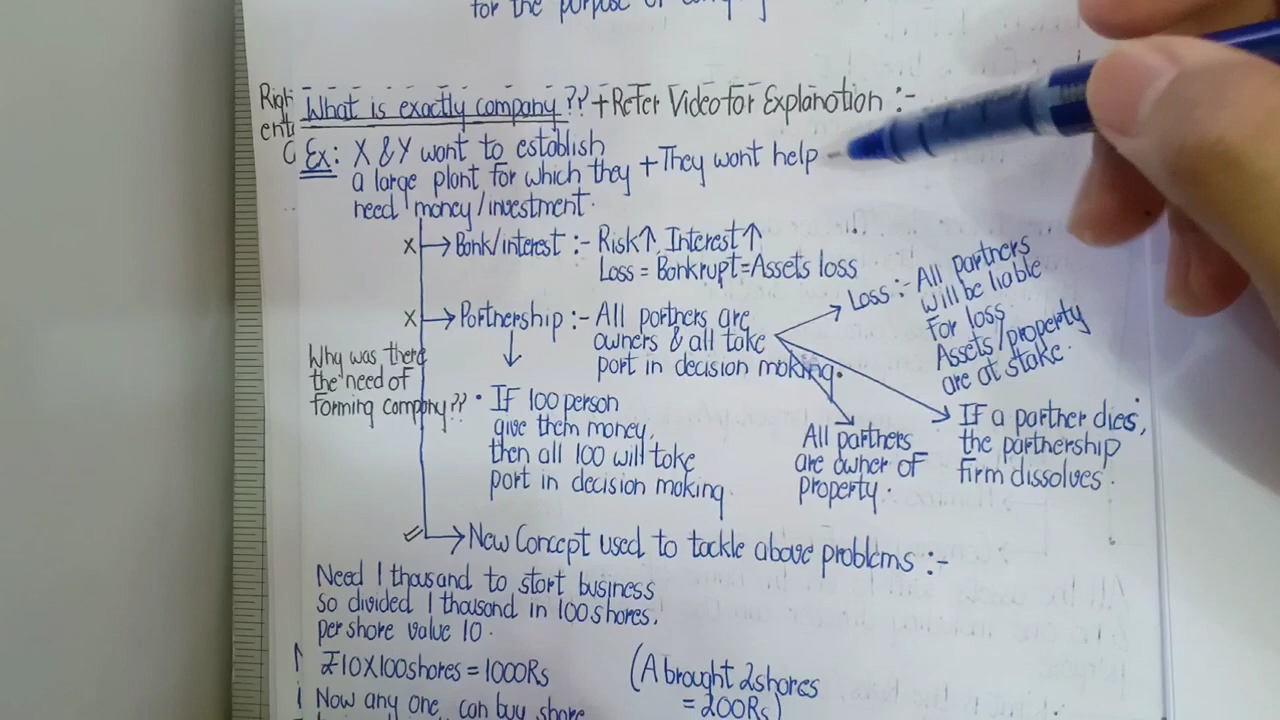 for the purpose
Righ
What is exactly company ?? + Refer Video for Explanation :-
Ex: X & Y want to establish
a large plant for which they
need money/investment.
+ They want help -
x → Bank/interest :- Risk↑ Interest↑
Loss = Bankrupt = Assets loss
x → Partnership :- All partners are
owners & all take
part in decision making.
Loss :- All partners
will be liable
for loss
Assets/property
are at stake.
Why was there
the need of
forming company??
• If 100 person
give them money,
then all 100 will take
part in decision making.
All partners
are owner of
property.
If a partner dies,
the partnership
firm dissolves.
→ New Concept used to tackle above problems :-
Need 1 thousand to start business
so divided 1 thousand in 100 shares.
per share value 10.
₹10 X 100 shares = 1000Rs
(A brought 2 shares
= 200Rs)
Now any one can buy share